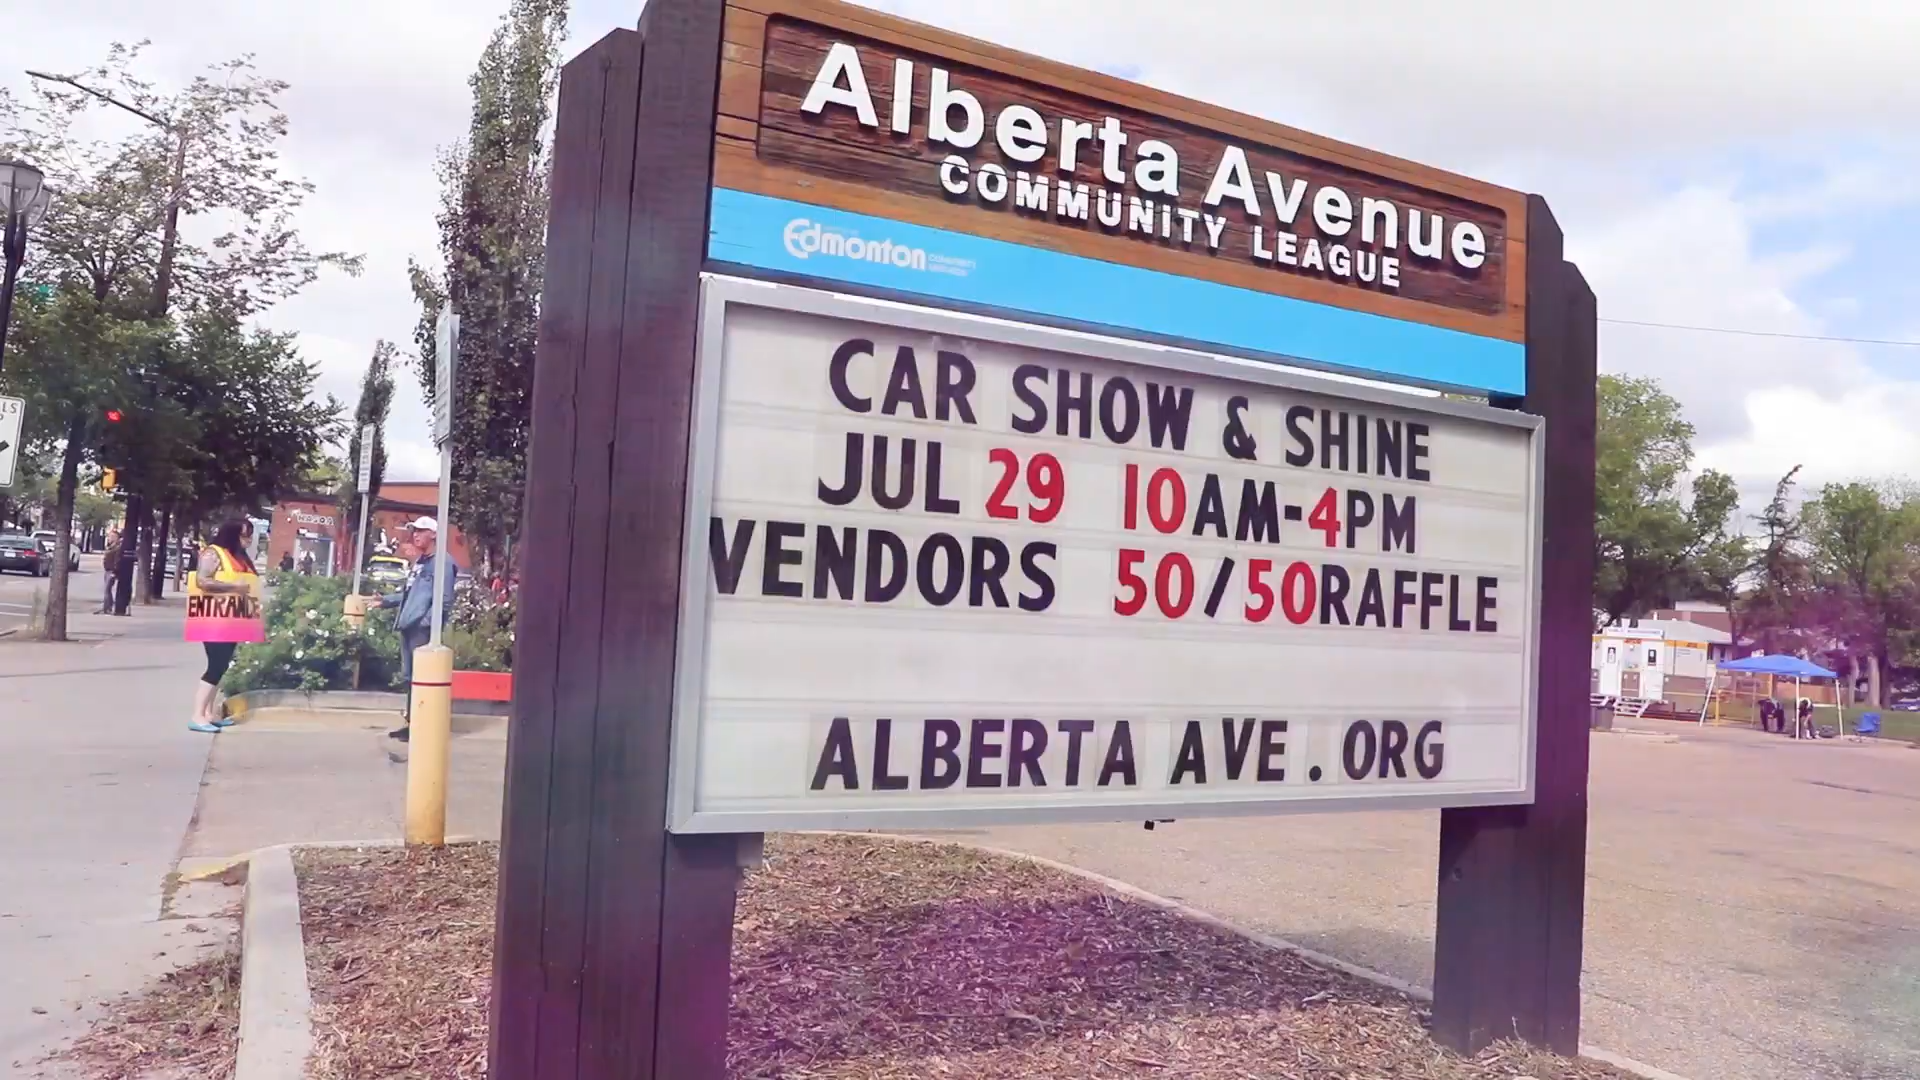 Alberta Avenue
COMMUNITY LEAGUE
Edmonton
CAR SHOW & SHINE
JUL 29 10AM-4PM
VENDORS 50/50RAFFLE
ALBERTA AVE.ORG
ENTRANCE